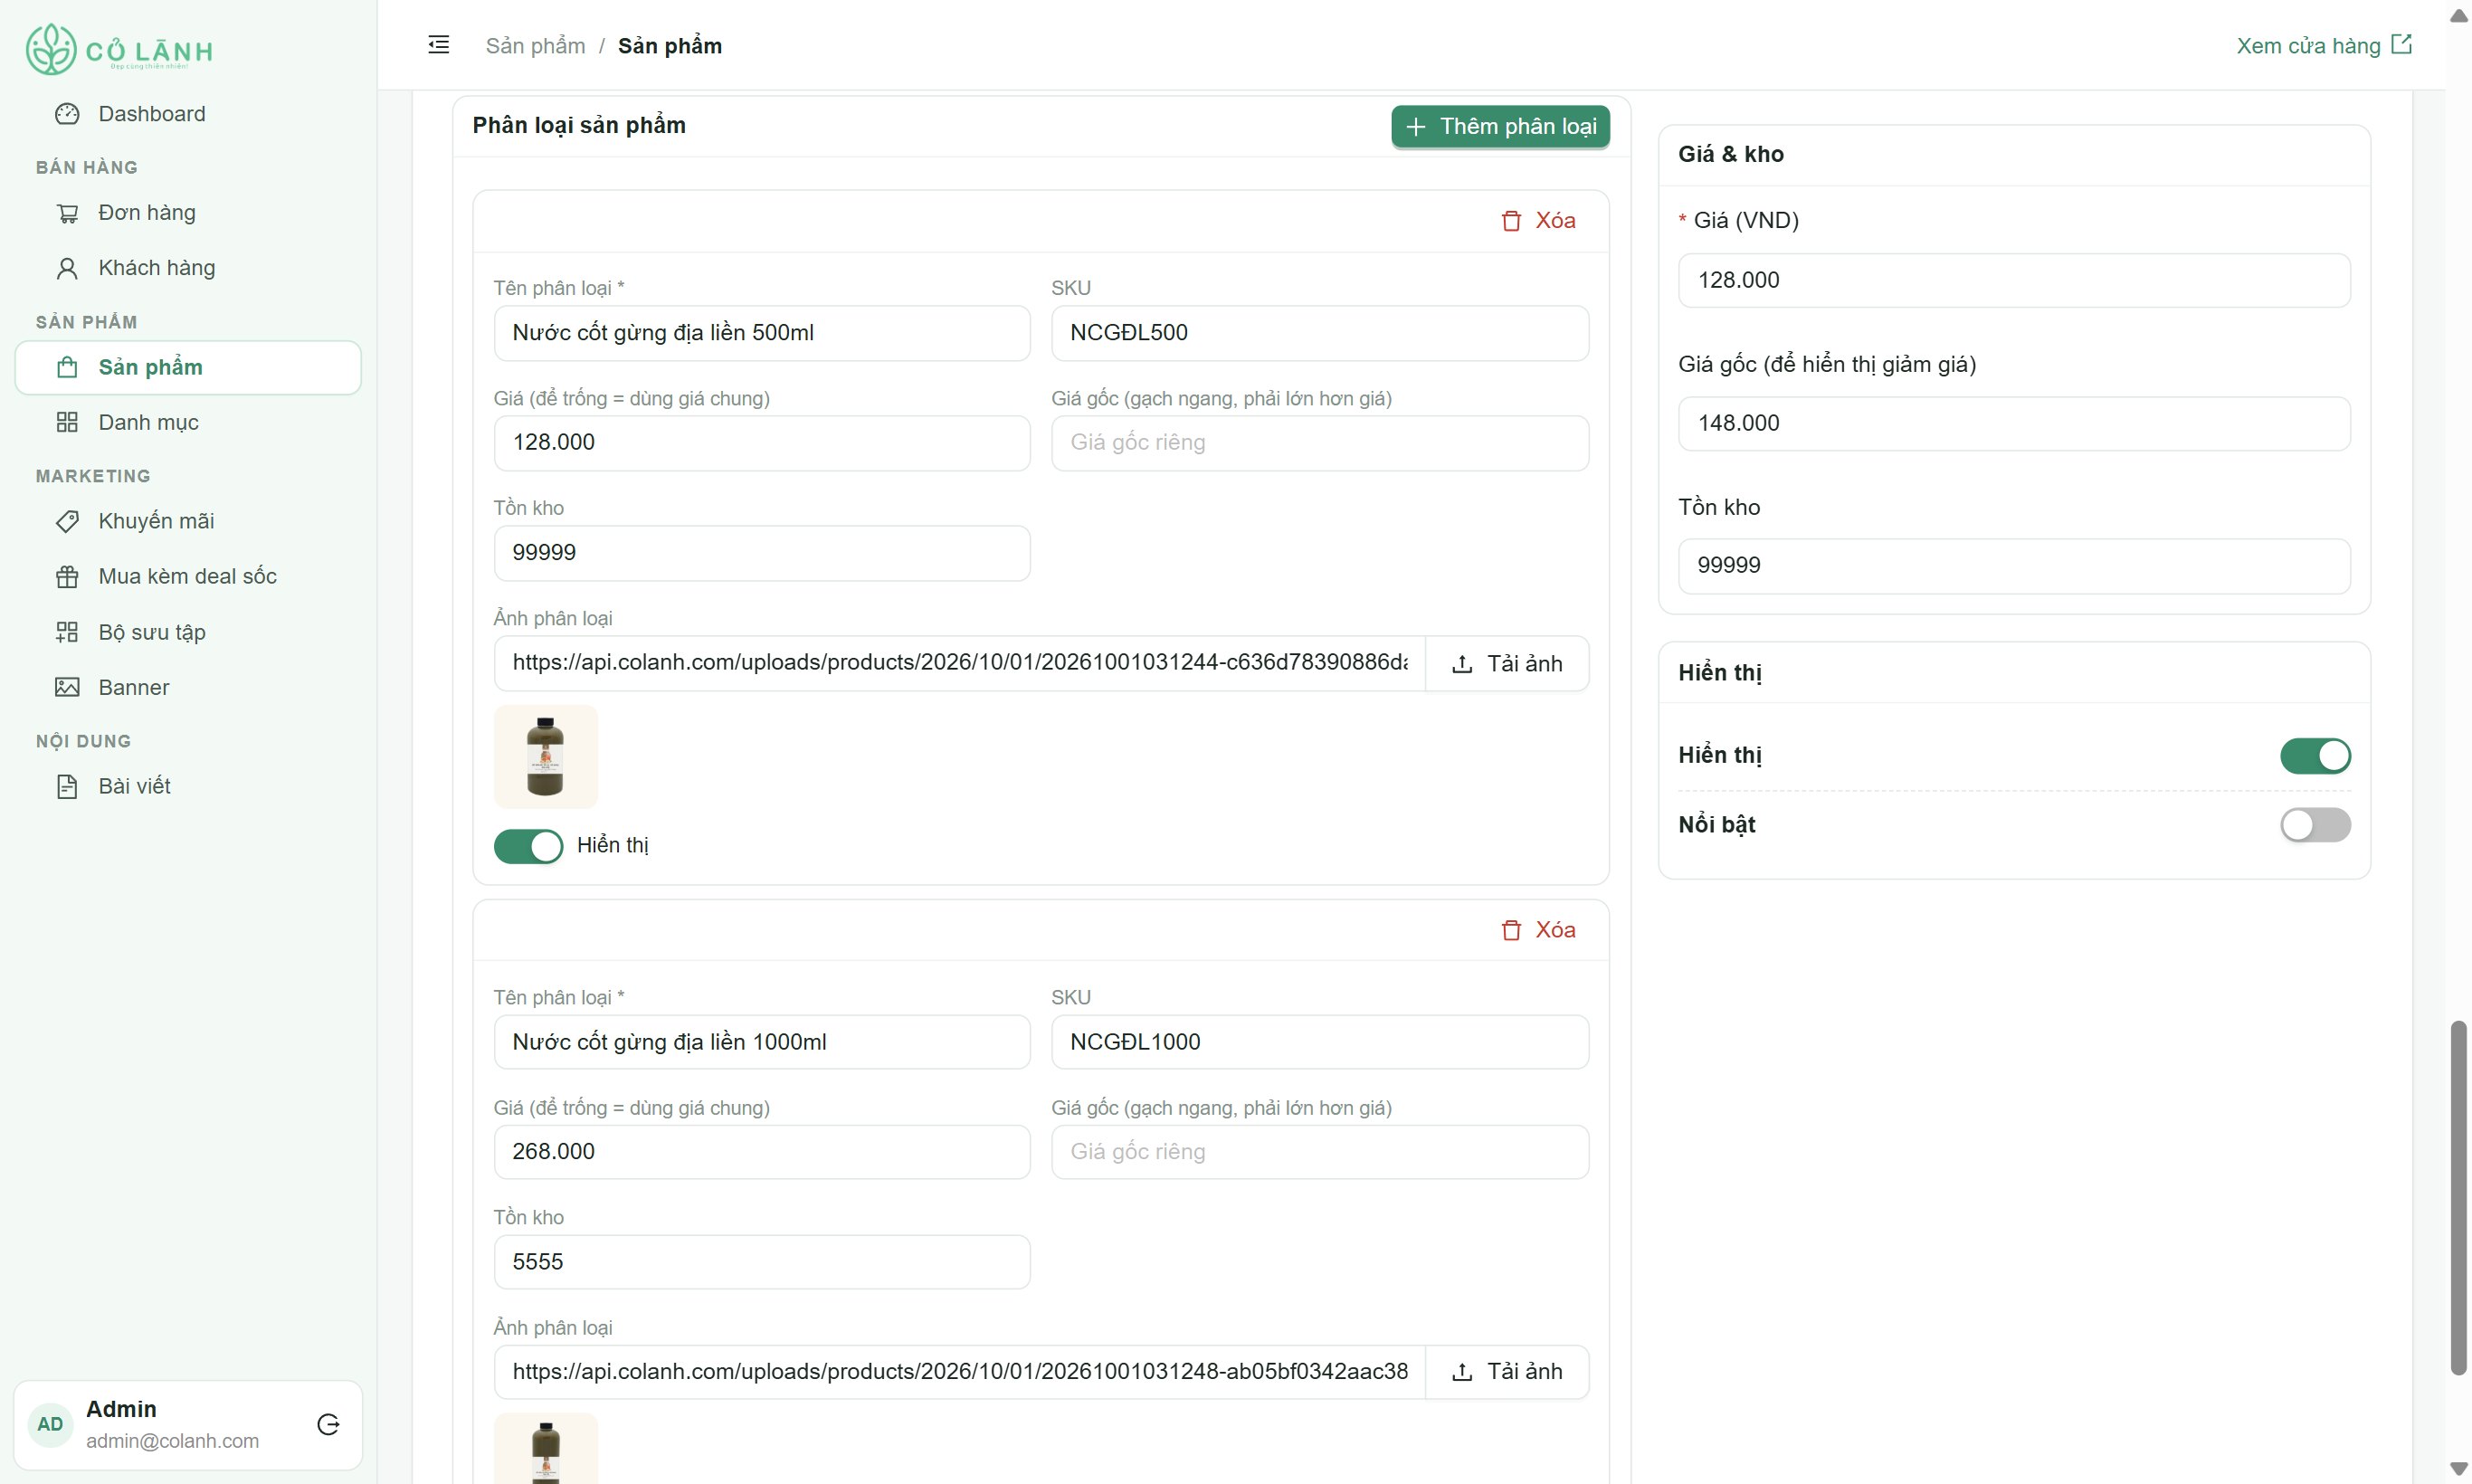 CỎ LÀNH
Đẹp cùng thiên nhiên!
Dashboard
BÁN HÀNG
Đơn hàng
Khách hàng
SẢN PHẨM
Sản phẩm
Danh mục
MARKETING
Khuyến mãi
Mua kèm deal sốc
Bộ sưu tập
Banner
NỘI DUNG
Bài viết
AD
Admin
admin@colanh.com
Sản phẩm / Sản phẩm
Xem cửa hàng
Phân loại sản phẩm
Thêm phân loại
Xóa
Tên phân loại *
SKU
Nước cốt gừng địa liền 500ml
NCGĐL500
Giá (để trống = dùng giá chung)
Giá gốc (gạch ngang, phải lớn hơn giá)
128.000
Giá gốc riêng
Tồn kho
99999
Ảnh phân loại
https://api.colanh.com/uploads/products/2026/10/01/20261001031244-c636d78390886d
Tải ảnh
Hiển thị
Xóa
Tên phân loại *
SKU
Nước cốt gừng địa liền 1000ml
NCGĐL1000
Giá (để trống = dùng giá chung)
Giá gốc (gạch ngang, phải lớn hơn giá)
268.000
Giá gốc riêng
Tồn kho
5555
Ảnh phân loại
https://api.colanh.com/uploads/products/2026/10/01/20261001031248-ab05bf0342aac38
Tải ảnh
Giá & kho
* Giá (VND)
128.000
Giá gốc (để hiển thị giảm giá)
148.000
Tồn kho
99999
Hiển thị
Hiển thị
Nổi bật